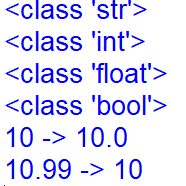 <class 'str'>
<class 'int'>
<class 'float'>
<class 'bool'>
10 -> 10.0
10.99 -> 10